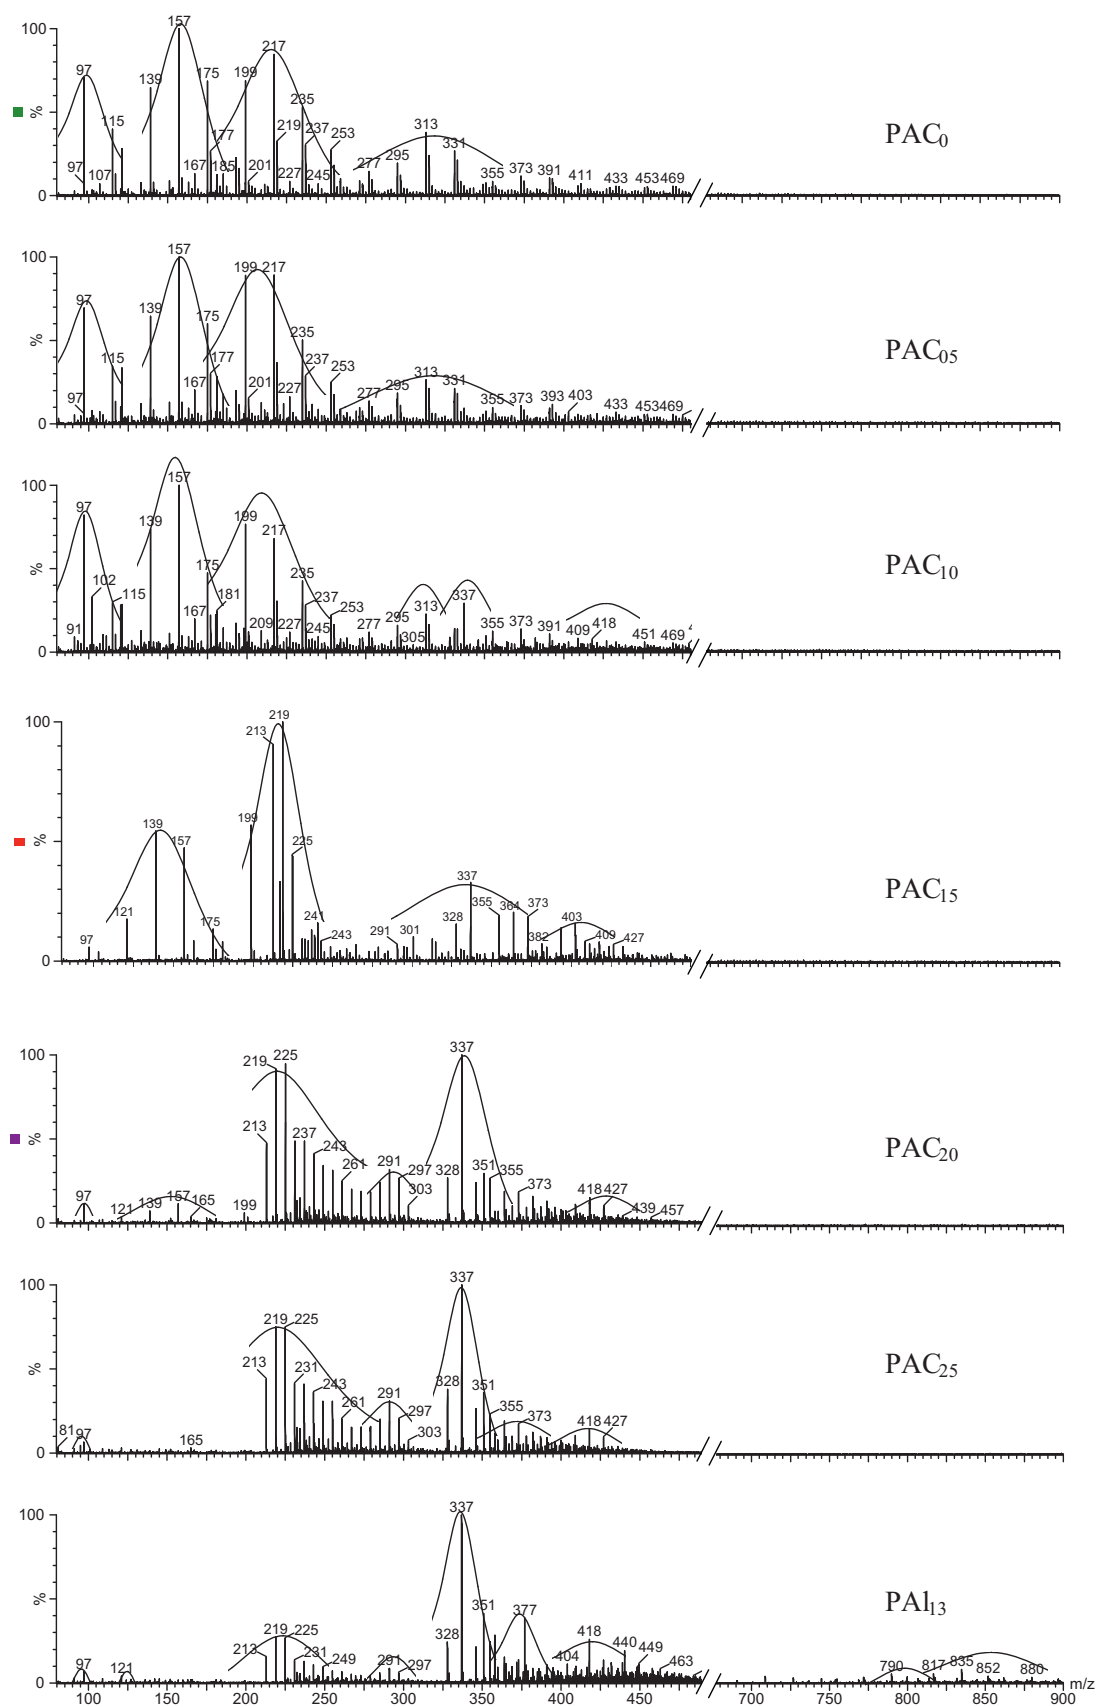 100 157
97 139 175 199 217
115 177 235
219 237 253 313
97 107 167 185 201 227 245 277 295 331 355 373 391 411 433 453 469
% PAC0
0
100 157
97 139 175 199 217
115 177 235
97 167 201 227 237 253 277 295 313 331 355 373 393 403 433 453 469
% PAC05
0
100 157
97 139 175 199 217
102 115 181 235
91 167 209 227 245 237 253 277 295 305 313 337 355 373 391 409 418 451 469
% PAC10
0
100 219
213
139 157 199 225
97 121 175 241 243 291 301 328 337 355 364 373 382 403 409 427
% PAC15
0
100 219 225 337
213 237 243
97 121 139 157 165 199 261 291 297 303 328 351 355 373 418 427 439 457
% PAC20
0
100 337
219 225
213 231 243
81 97 165 261 291 297 303 328 351 355 373 418 427
% PAC25
0
100 337
351 377
97 121 213 219 225 231 249 291 297 328 404 418 440 449 463 790 817 835 852 880
% PAl13
0
100 150 200 250 300 350 400 450 700 750 800 850 900 m/z